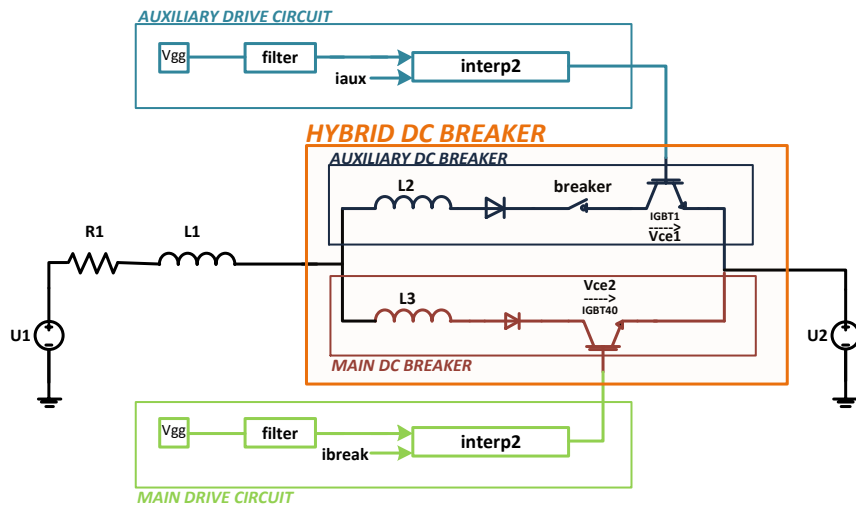 AUXILIARY DRIVE CIRCUIT
Vgg
filter
interp2
iaux
HYBRID DC BREAKER
AUXILIARY DC BREAKER
L2
breaker
IGBT1
----->
Vce1
R1
L1
U1
U2
L3
Vce2
----->
IGBT40
MAIN DC BREAKER
Vgg
filter
interp2
ibreak
MAIN DRIVE CIRCUIT